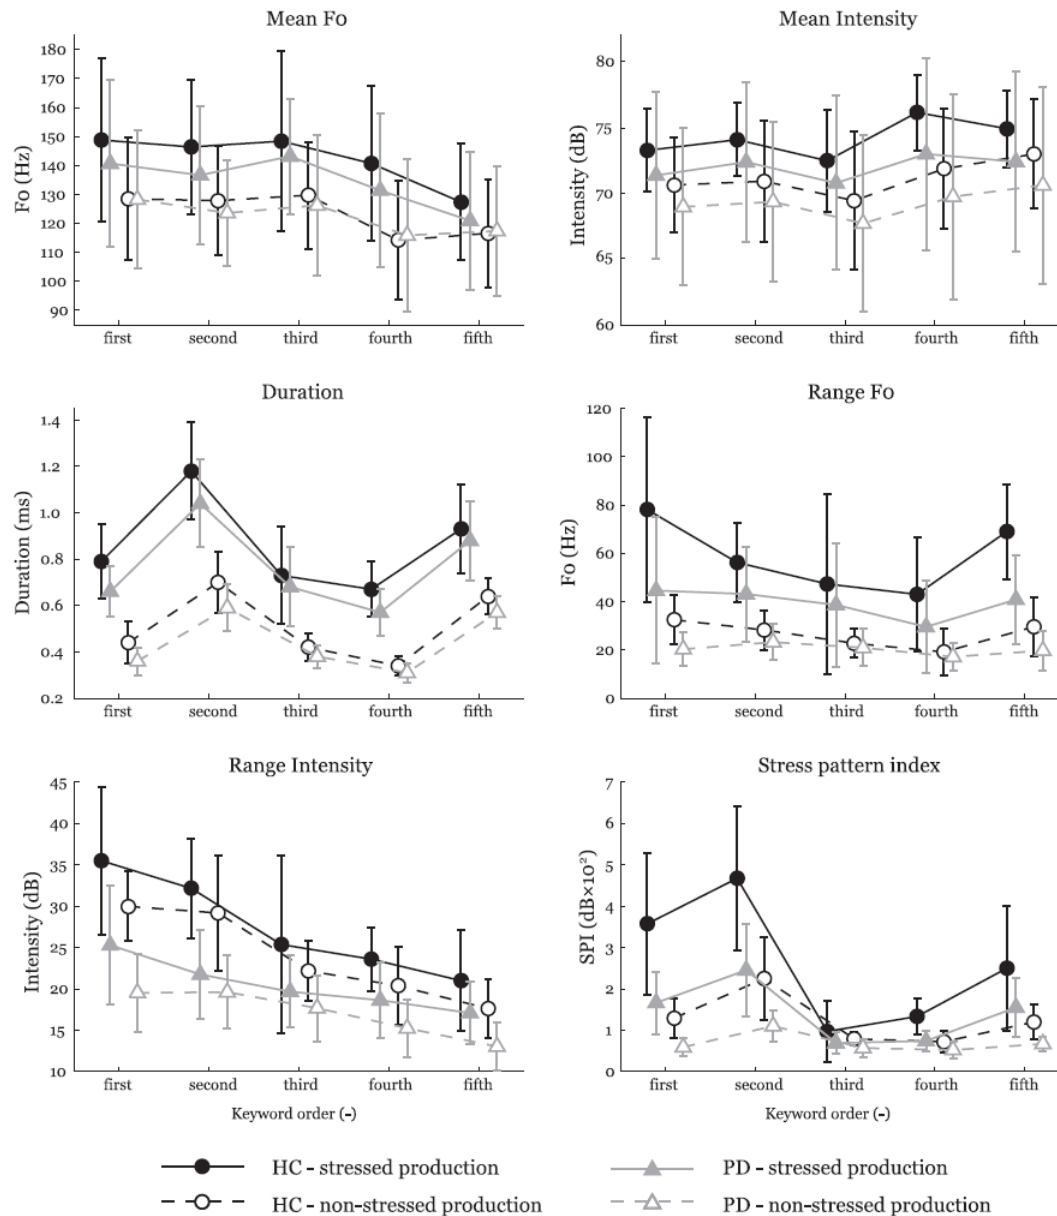 Mean Fo
Mean Intensity
Fo (Hz)
180
170
160
150
140
130
120
110
100
90
first second third fourth fifth
Intensity (dB)
80
75
70
65
60
first second third fourth fifth
Duration
Range Fo
Duration (ms)
1.4
1.2
1.0
0.8
0.6
0.4
0.2
first second third fourth fifth
Fo (Hz)
120
100
80
60
40
20
0
first second third fourth fifth
Range Intensity
Stress pattern index
Intensity (dB)
45
40
35
30
25
20
15
10
first second third fourth fifth
Keyword order (-)
SPI (dB×10²)
7
6
5
4
3
2
1
0
first second third fourth fifth
Keyword order (-)
HC - stressed production
PD - stressed production
HC - non-stressed production
PD - non-stressed production